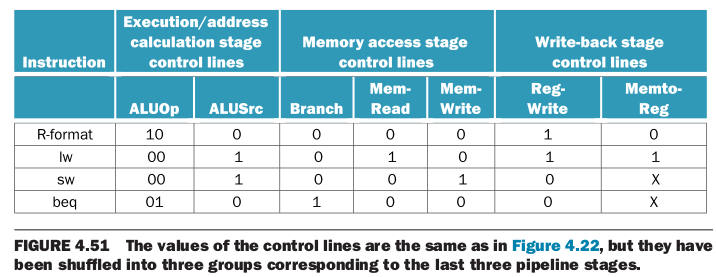 Execution/address
calculation stage
control lines
Memory access stage
control lines
Write-back stage
control lines
Instruction
ALUOp ALUSrc Branch Mem-
Read Mem-
Write Reg-
Write Memto-
Reg
R-format 10 0 0 0 0 1 0
lw 00 1 0 1 0 1 1
sw 00 1 0 0 1 0 X
beq 01 0 1 0 0 0 X
FIGURE 4.51 The values of the control lines are the same as in Figure 4.22, but they have
been shuffled into three groups corresponding to the last three pipeline stages.